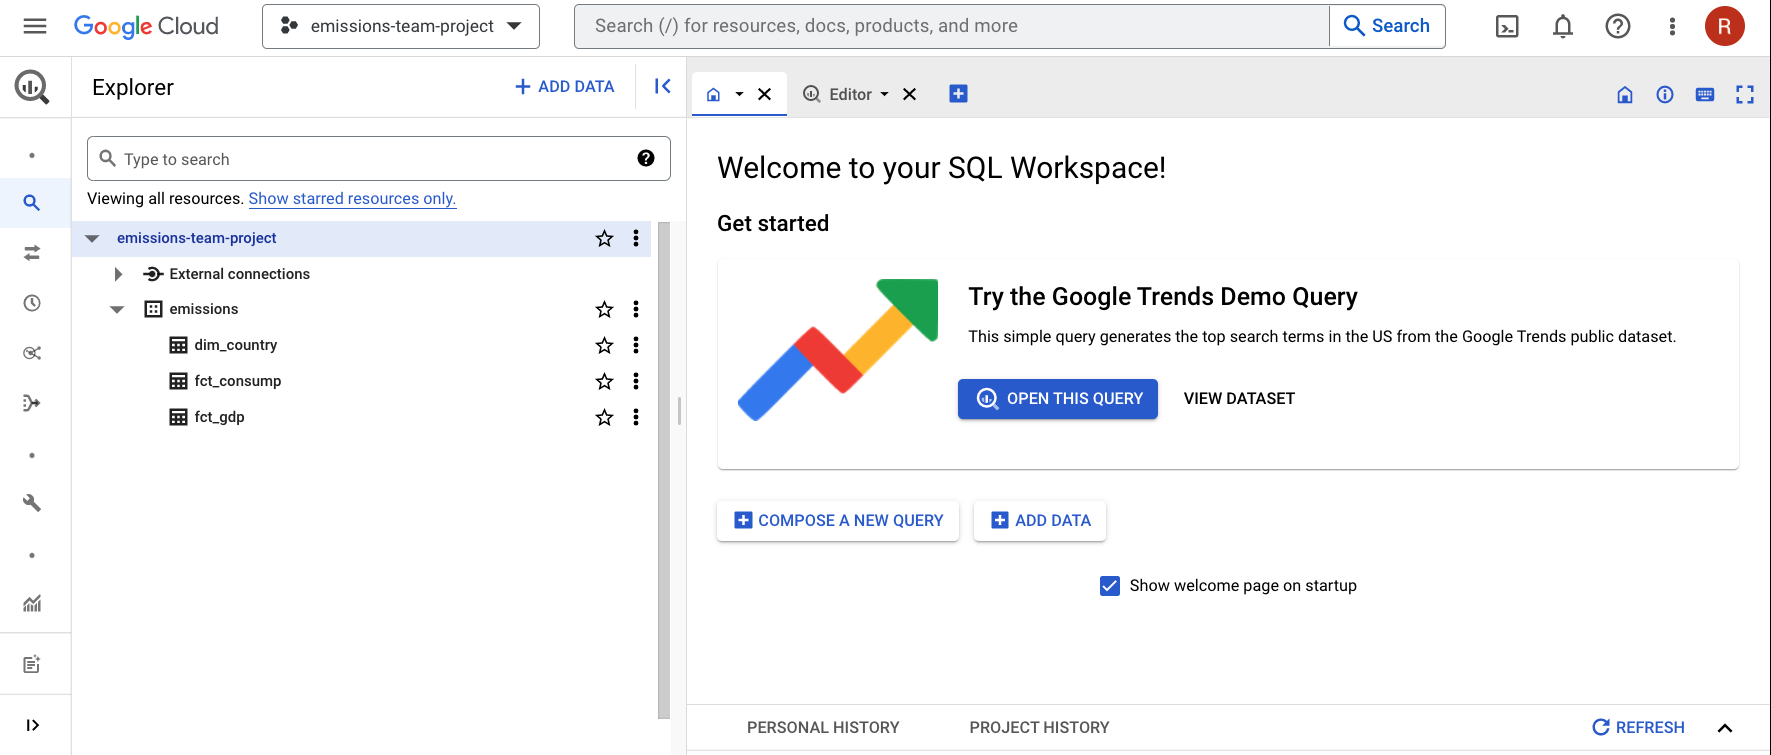 Google Cloud
emissions-team-project
Search (/) for resources, docs, products, and more
Search
R
Explorer
ADD DATA
Editor
Type to search
Viewing all resources. Show starred resources only.
emissions-team-project
External connections
emissions
dim_country
fct_consump
fct_gdp
Welcome to your SQL Workspace!
Get started
Try the Google Trends Demo Query
This simple query generates the top search terms in the US from the Google Trends public dataset.
OPEN THIS QUERY
VIEW DATASET
COMPOSE A NEW QUERY
ADD DATA
Show welcome page on startup
PERSONAL HISTORY
PROJECT HISTORY
REFRESH